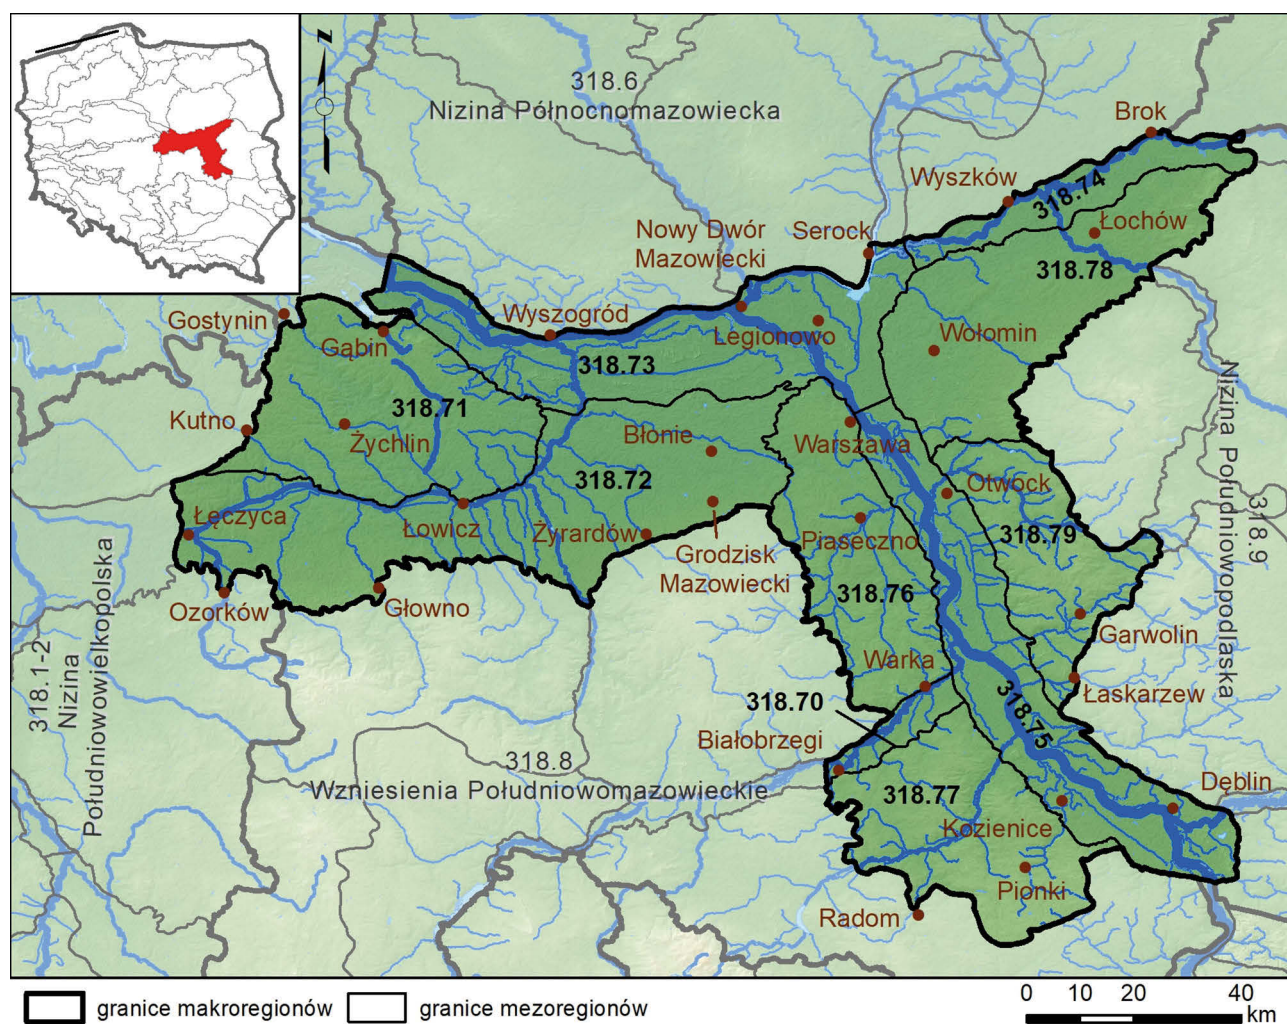 z
318.6
Nizina Północnomazowiecka
Brok
Wyszków
318.74
Łochów
Nowy Dwór
Mazowiecki
Serock
318.78
Gostynin
Wyszogród
Gąbin
Legionowo
Wołomin
318.73
318.71
Kutno
Żychlin
Błonie
Warszawa
318.72
Otwock
Łęczyca
Łowicz
Żyrardów
Piaseczno
318.79
Grodzisk
Mazowiecki
Ozorków
Głowno
318.76
Garwolin
Warka
Łaskarzew
318.70
318.75
Białobrzegi
318.1-2
Nizina
Południowowielkopolska
Nizina Południowopodlaska
318.9
318.8
Wzniesienia Południowomazowieckie
318.77
Dęblin
Kozienice
Pionki
Radom
granice makroregionów
granice mezoregionów
0 10 20 40
km